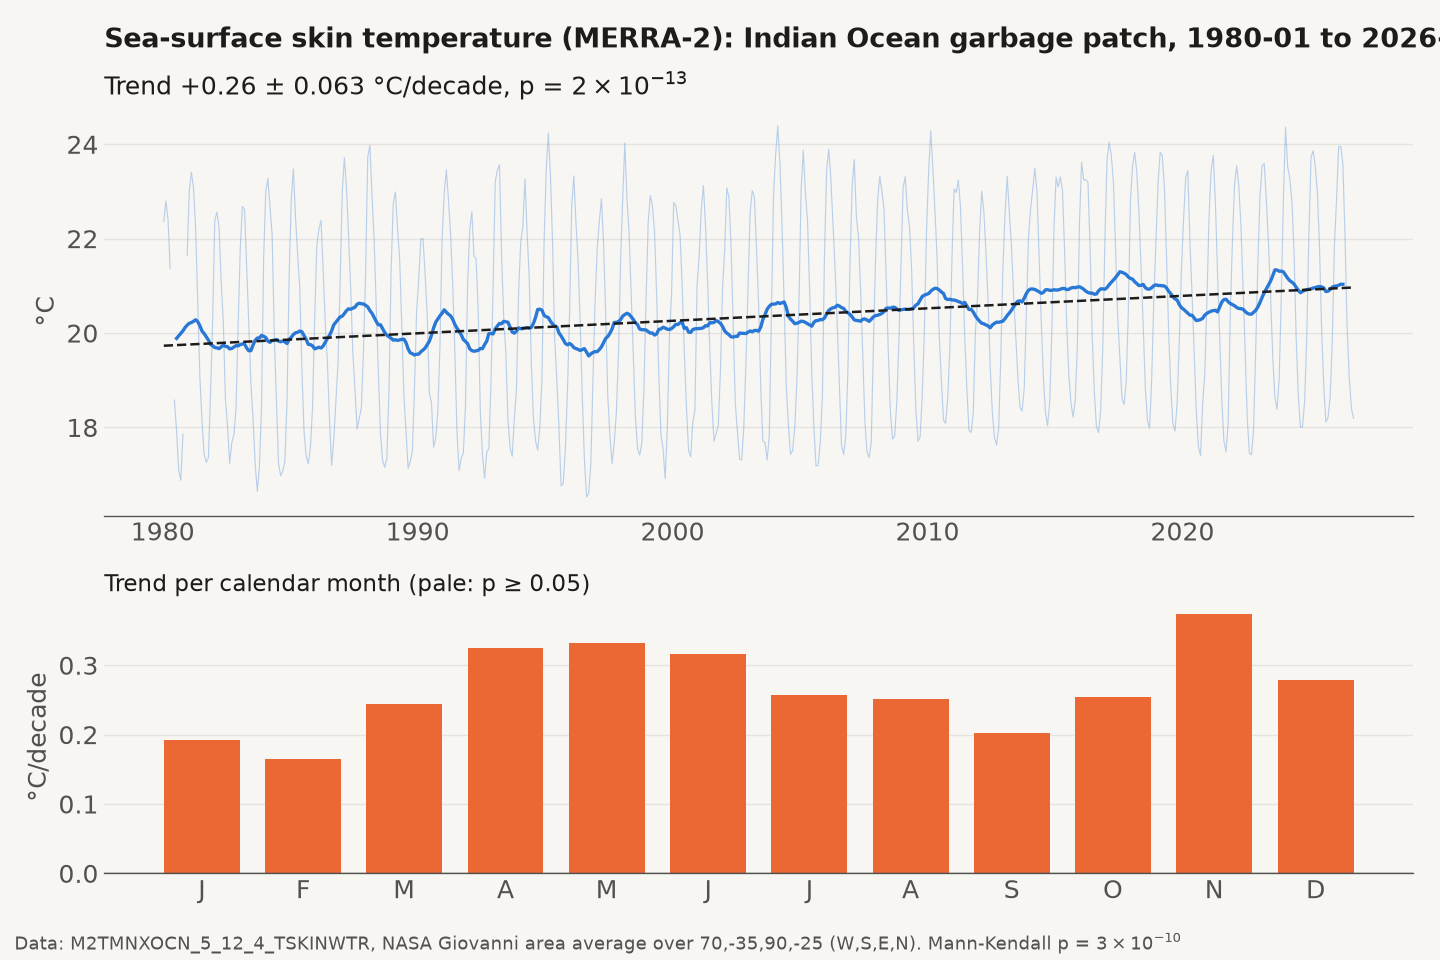 Sea-surface skin temperature (MERRA-2): Indian Ocean garbage patch, 1980-01 to 2026-
Trend +0.26 ± 0.063 °C/decade, p = 2 × 10⁻¹³
°C
24
22
20
18
1980 1990 2000 2010 2020
Trend per calendar month (pale: p ≥ 0.05)
°C/decade
0.3
0.2
0.1
0.0
J F M A M J J A S O N D
Data: M2TMNXOCN_5_12_4_TSKINWTR, NASA Giovanni area average over 70,-35,90,-25 (W,S,E,N). Mann-Kendall p = 3 × 10⁻¹⁰